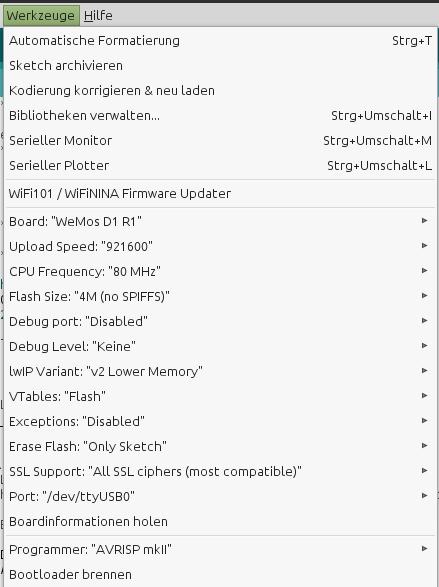 Werkzeuge Hilfe
Automatische Formatierung Strg+T
Sketch archivieren
Kodierung korrigieren & neu laden
Bibliotheken verwalten... Strg+Umschalt+I
Serieller Monitor Strg+Umschalt+M
Serieller Plotter Strg+Umschalt+L
WiFi101 / WiFiNINA Firmware Updater
Board: "WeMos D1 R1"
Upload Speed: "921600"
CPU Frequency: "80 MHz"
Flash Size: "4M (no SPIFFS)"
Debug port: "Disabled"
Debug Level: "Keine"
lwIP Variant: "v2 Lower Memory"
VTables: "Flash"
Exceptions: "Disabled"
Erase Flash: "Only Sketch"
SSL Support: "All SSL ciphers (most compatible)"
Port: "/dev/ttyUSB0"
Boardinformationen holen
Programmer: "AVRISP mkII"
Bootloader brennen